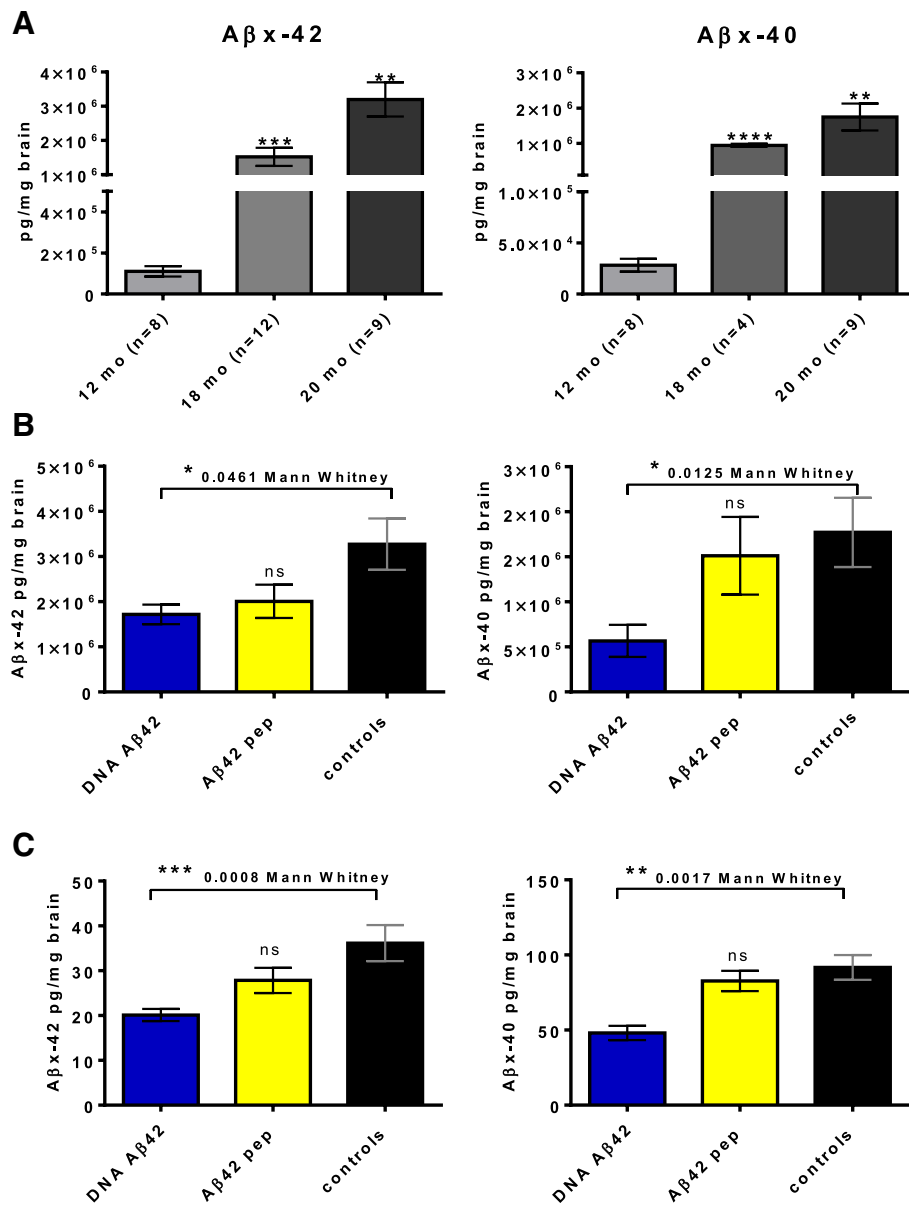 A
Aβ x-42
Aβ x-40
pg/mg brain
4×10⁶
3×10⁶
2×10⁶
1×10⁶
4×10⁵
2×10⁵
0
***
**
12 mo (n=8)
18 mo (n=12)
20 mo (n=9)
pg/mg brain
3×10⁶
2×10⁶
1×10⁶
1.0×10⁵
5.0×10⁴
0
****
**
12 mo (n=8)
18 mo (n=4)
20 mo (n=9)
B
Aβx-42 pg/mg brain
5×10⁶
4×10⁶
3×10⁶
2×10⁶
1×10⁶
0
* 0.0461 Mann Whitney
ns
DNA Aβ42
Aβ42 pep
controls
Aβx-40 pg/mg brain
3×10⁶
2×10⁶
2×10⁶
1×10⁶
5×10⁵
0
* 0.0125 Mann Whitney
ns
DNA Aβ42
Aβ42 pep
controls
C
Aβx-42 pg/mg brain
50
40
30
20
10
0
*** 0.0008 Mann Whitney
ns
DNA Aβ42
Aβ42 pep
controls
Aβx-40 pg/mg brain
150
100
50
0
** 0.0017 Mann Whitney
ns
DNA Aβ42
Aβ42 pep
controls